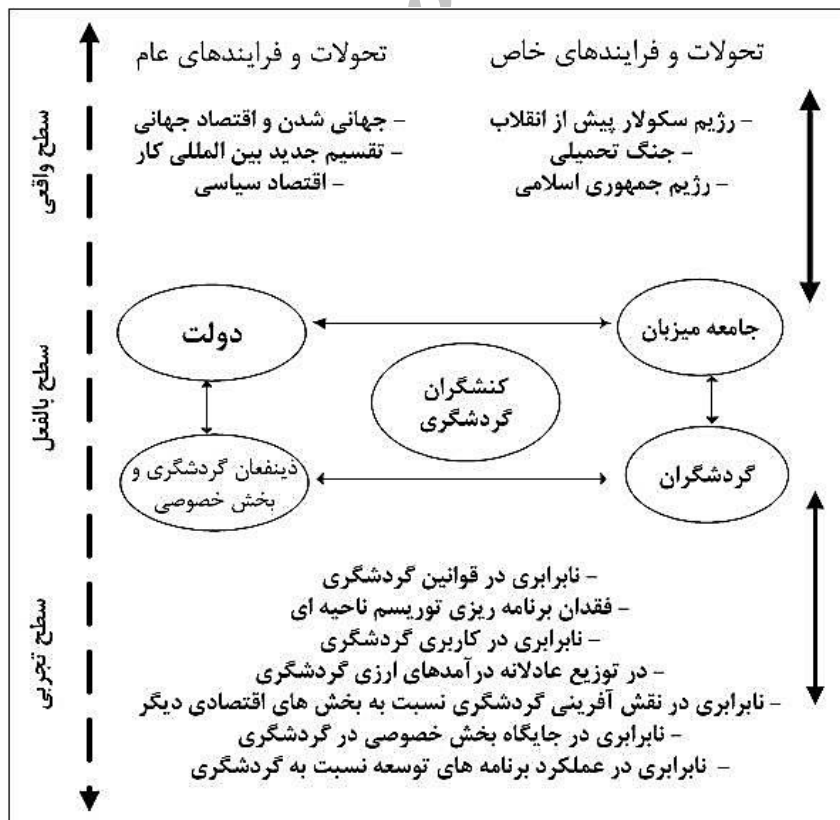 تحولات و فرایندهای خاص
تحولات و فرایندهای عام
– رژیم سکولار پیش از انقلاب
– جنگ تحمیلی
– رژیم جمهوری اسلامی
– جهانی شدن و اقتصاد جهانی
– تقسیم جدید بین المللی کار
– اقتصاد سیاسی
سطح واقعی
جامعه میزبان
دولت
کنشگران
گردشگری
سطح بالفعل
گردشگران
ذینفعان گردشگری و
بخش خصوصی
– نابرابری در قوانین گردشگری
– فقدان برنامه ریزی توریسم ناحیه ای
– نابرابری در کاربری گردشگری
– در توزیع عادلانه درآمدهای ارزی گردشگری
– نابرابری در نقش آفرینی گردشگری نسبت به بخش های اقتصادی دیگر
– نابرابری در جایگاه بخش خصوصی در گردشگری
– نابرابری در عملکرد برنامه های توسعه نسبت به گردشگری
سطح تجربی